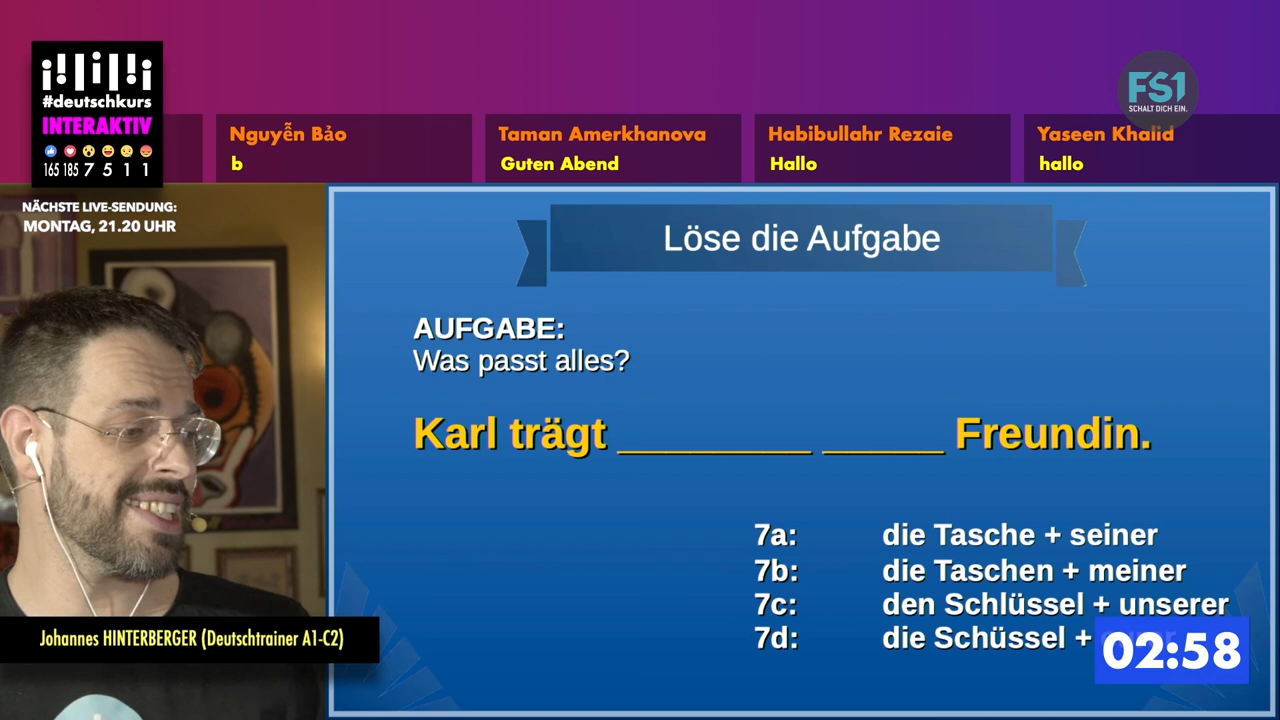 #deutschkurs
INTERAKTIV
165 185 7 5 1 1
Nguyễn Bảo
b
Taman Amerkhanova
Guten Abend
Habibullahr Rezaie
Hallo
Yaseen Khalid
hallo
FS1
SCHALT DICH EIN.
NÄCHSTE LIVE-SENDUNG:
MONTAG, 21.20 UHR
Löse die Aufgabe
AUFGABE:
Was passt alles?
Karl trägt ________ _____ Freundin.
7a: die Tasche + seiner
7b: die Taschen + meiner
7c: den Schlüssel + unserer
7d: die Schüssel +
02:58
Johannes HINTERBERGER (Deutschtrainer A1-C2)